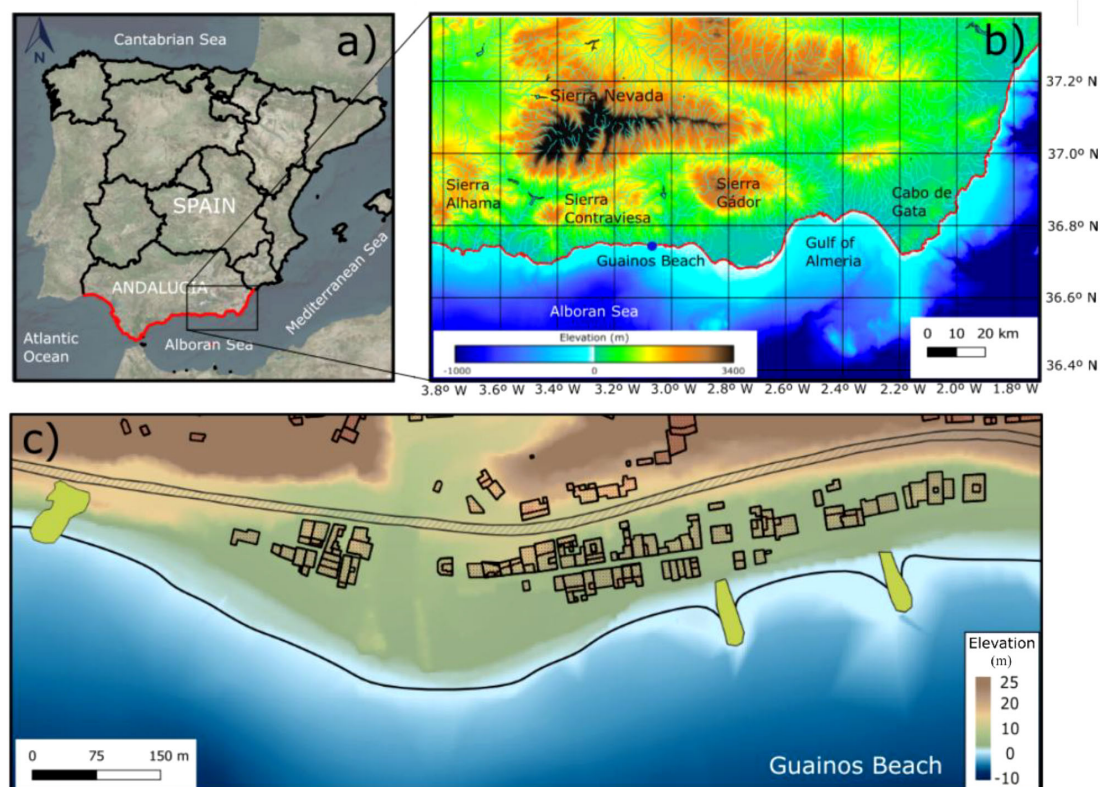 a)
N
Cantabrian Sea
SPAIN
ANDALUCÍA
Mediterranean Sea
Atlantic
Ocean
Alboran Sea
b)
Sierra Nevada
Sierra
Alhama
Sierra
Contraviesa
Sierra
Gádor
Cabo de
Gata
Guainos Beach
Gulf of
Almeria
Alboran Sea
Elevation (m)
-1000 0 3400
0 10 20 km
37.2º N
37.0º N
36.8º N
36.6º N
36.4º N
3.8º W 3.6º W 3.4º W 3.2º W 3.0º W 2.8º W 2.6º W 2.4º W 2.2º W 2.0º W 1.8º W
c)
0 75 150 m
Guainos Beach
Elevation
(m)
25
20
10
0
-10